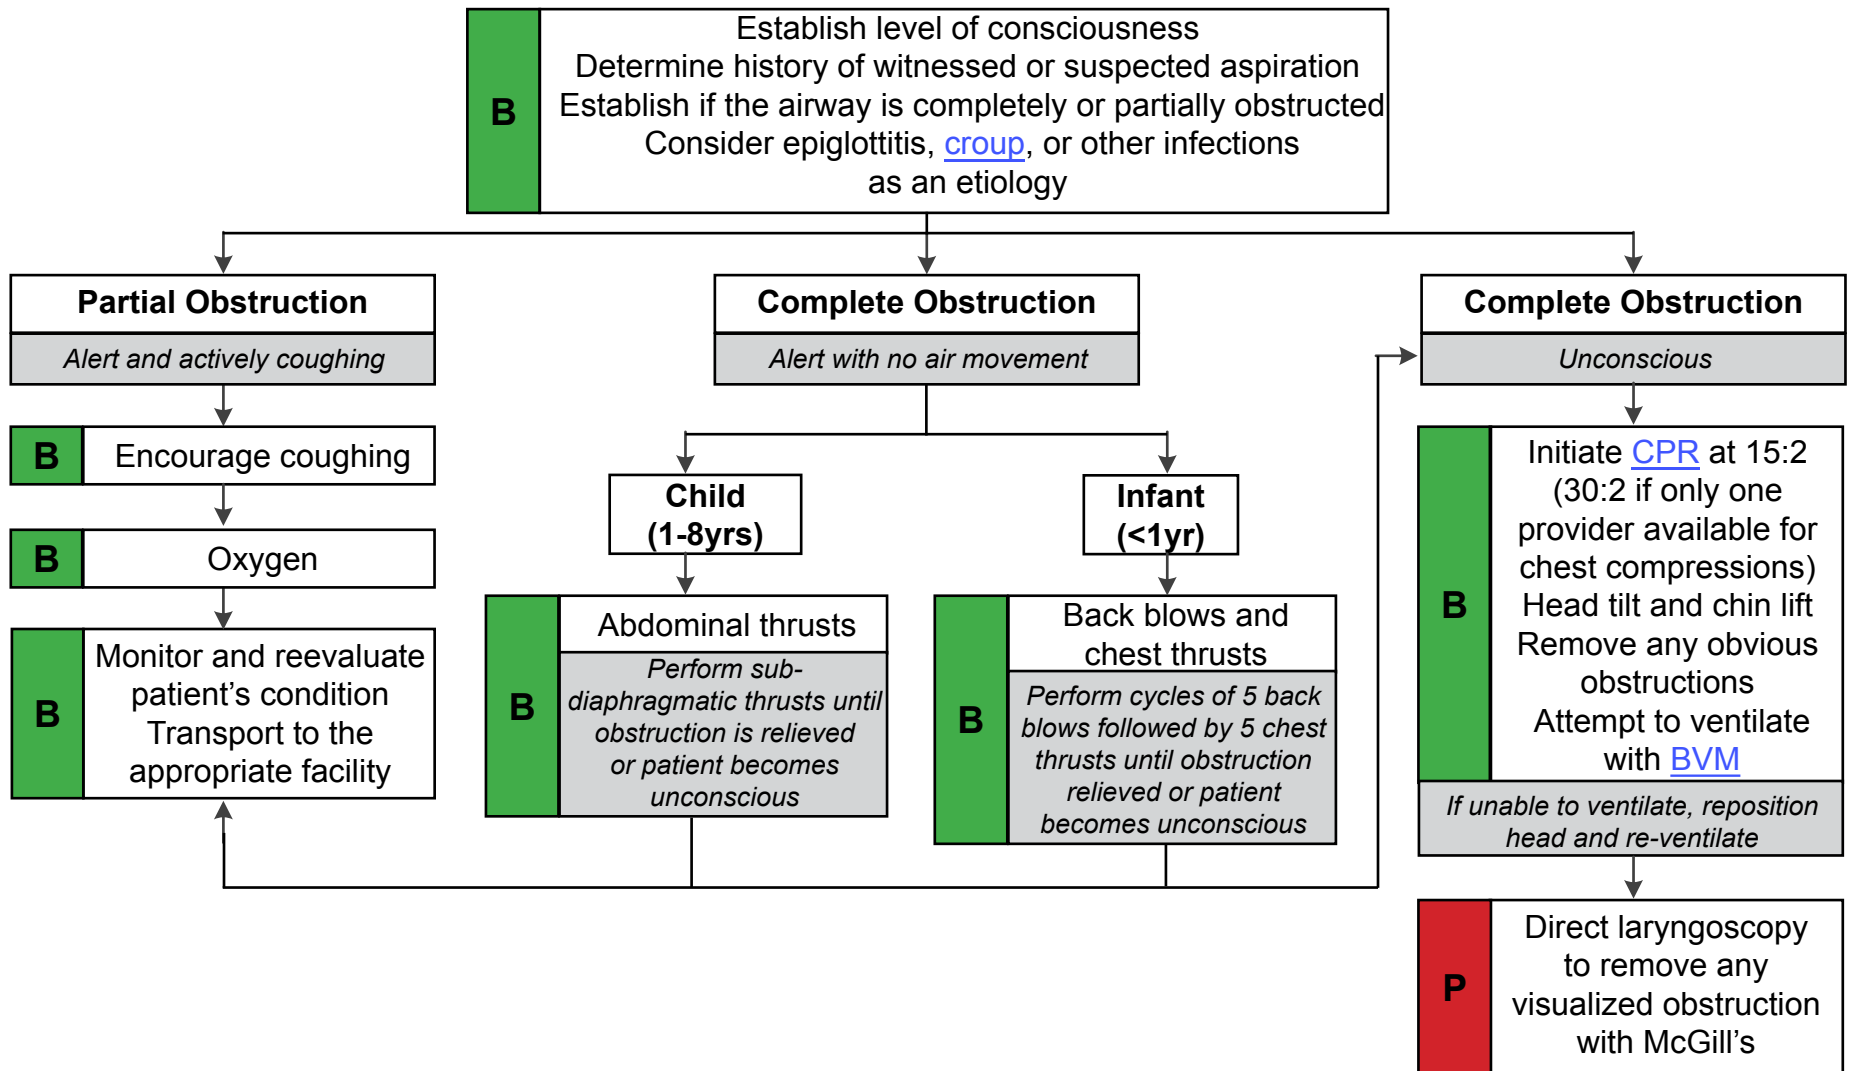 B
Establish level of consciousness
Determine history of witnessed or suspected aspiration
Establish if the airway is completely or partially obstructed
Consider epiglottitis, croup, or other infections
as an etiology
Partial Obstruction
Alert and actively coughing
B
Encourage coughing
B
Oxygen
B
Monitor and reevaluate
patient's condition
Transport to the
appropriate facility
Complete Obstruction
Alert with no air movement
Child
(1-8yrs)
B
Abdominal thrusts
Perform sub-
diaphragmatic thrusts until
obstruction is relieved
or patient becomes
unconscious
Infant
(<1yr)
B
Back blows and
chest thrusts
Perform cycles of 5 back
blows followed by 5 chest
thrusts until obstruction
relieved or patient
becomes unconscious
Complete Obstruction
Unconscious
B
Initiate CPR at 15:2
(30:2 if only one
provider available for
chest compressions)
Head tilt and chin lift
Remove any obvious
obstructions
Attempt to ventilate
with BVM
If unable to ventilate, reposition
head and re-ventilate
P
Direct laryngoscopy
to remove any
visualized obstruction
with McGill's